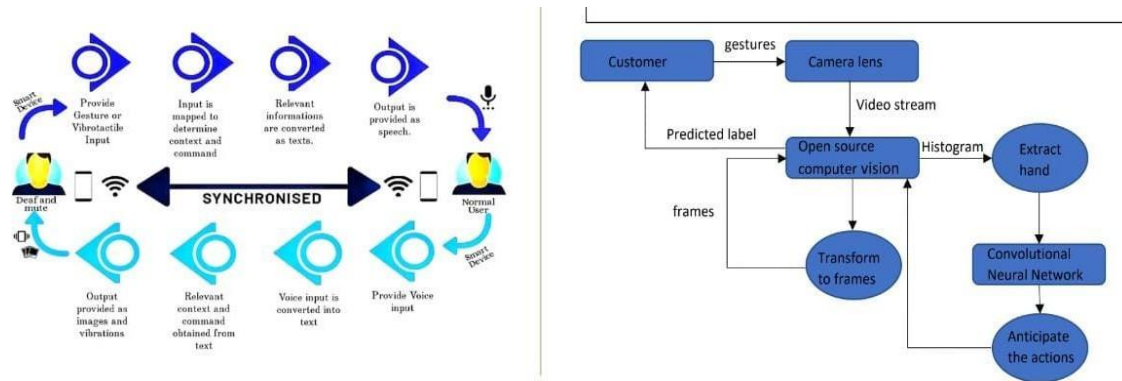 Smart Device
Provide
Gesture or
Vibrotactile
Input
Input is
mapped to
determine
context and
command
Relevant
informations
are converted
as texts.
Output is
provided as
speech.
Deaf and
mute
SYNCHRONISED
Normal
User
Smart
Device
Output
provided as
images and
vibrations
Relevant
context and
command
obtained from
text
Voice input is
converted into
text
Provide Voice
input
Customer
gestures
Camera lens
Video stream
Predicted label
Open source
computer vision
Histogram
Extract
hand
frames
Transform
to frames
Convolutional
Neural Network
Anticipate
the actions